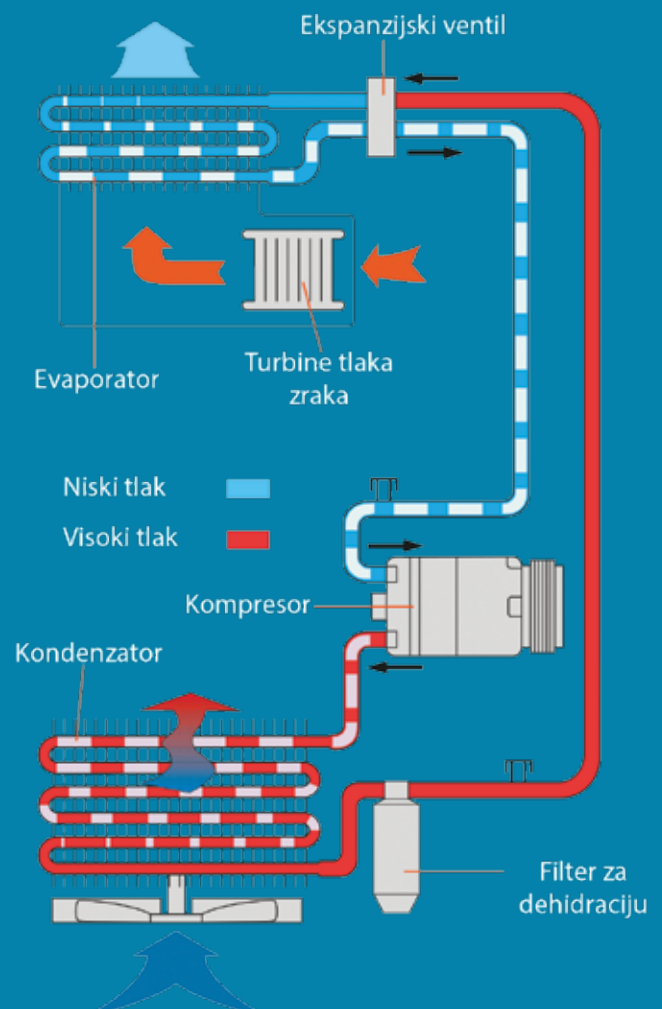 Ekspanzijski ventil
Evaporator
Turbine tlaka
zraka
Niski tlak
Visoki tlak
Kompresor
Kondenzator
Filter za
dehidraciju